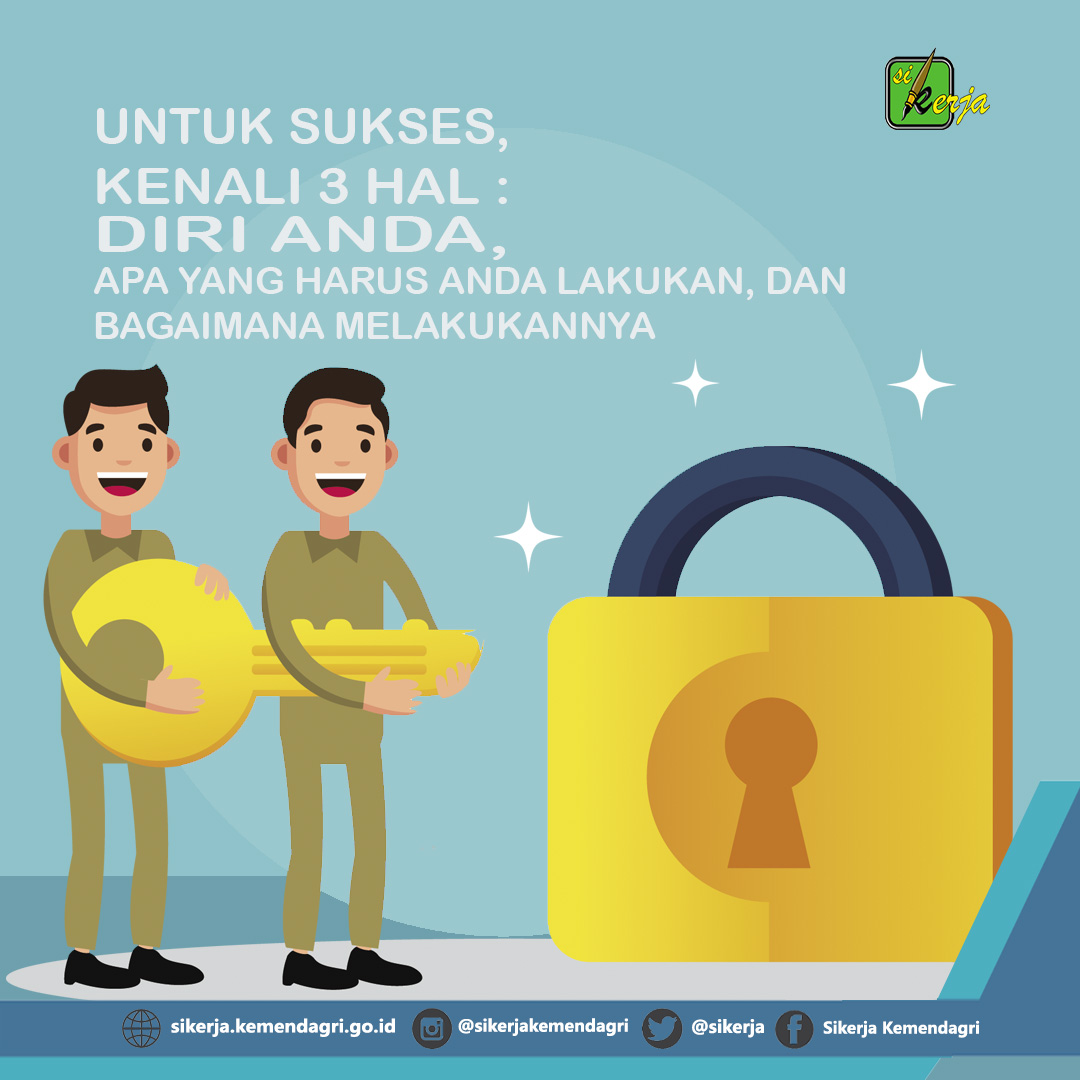 si kerja
UNTUK SUKSES,
KENALI 3 HAL :
DIRI ANDA,
APA YANG HARUS ANDA LAKUKAN, DAN
BAGAIMANA MELAKUKANNYA
sikerja.kemendagri.go.id @sikerjakemendagri @sikerja Sikerja Kemendagri